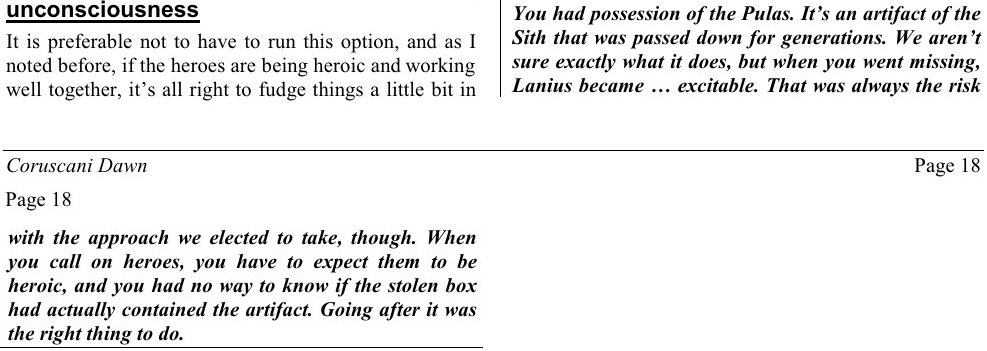 unconsciousness
It is preferable not to have to run this option, and as I
noted before, if the heroes are being heroic and working
well together, it’s all right to fudge things a little bit in
You had possession of the Pulas. It’s an artifact of the
Sith that was passed down for generations. We aren’t
sure exactly what it does, but when you went missing,
Lanius became … excitable. That was always the risk
Coruscani Dawn Page 18
Page 18
with the approach we elected to take, though. When
you call on heroes, you have to expect them to be
heroic, and you had no way to know if the stolen box
had actually contained the artifact. Going after it was
the right thing to do.